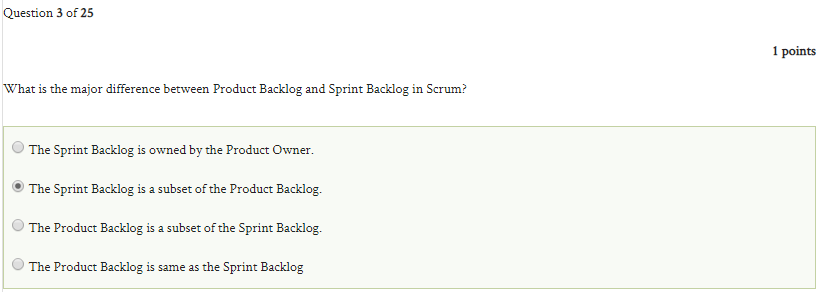 Question 3 of 25
1 points
What is the major difference between Product Backlog and Sprint Backlog in Scrum?
The Sprint Backlog is owned by the Product Owner.
The Sprint Backlog is a subset of the Product Backlog.
The Product Backlog is a subset of the Sprint Backlog.
The Product Backlog is same as the Sprint Backlog